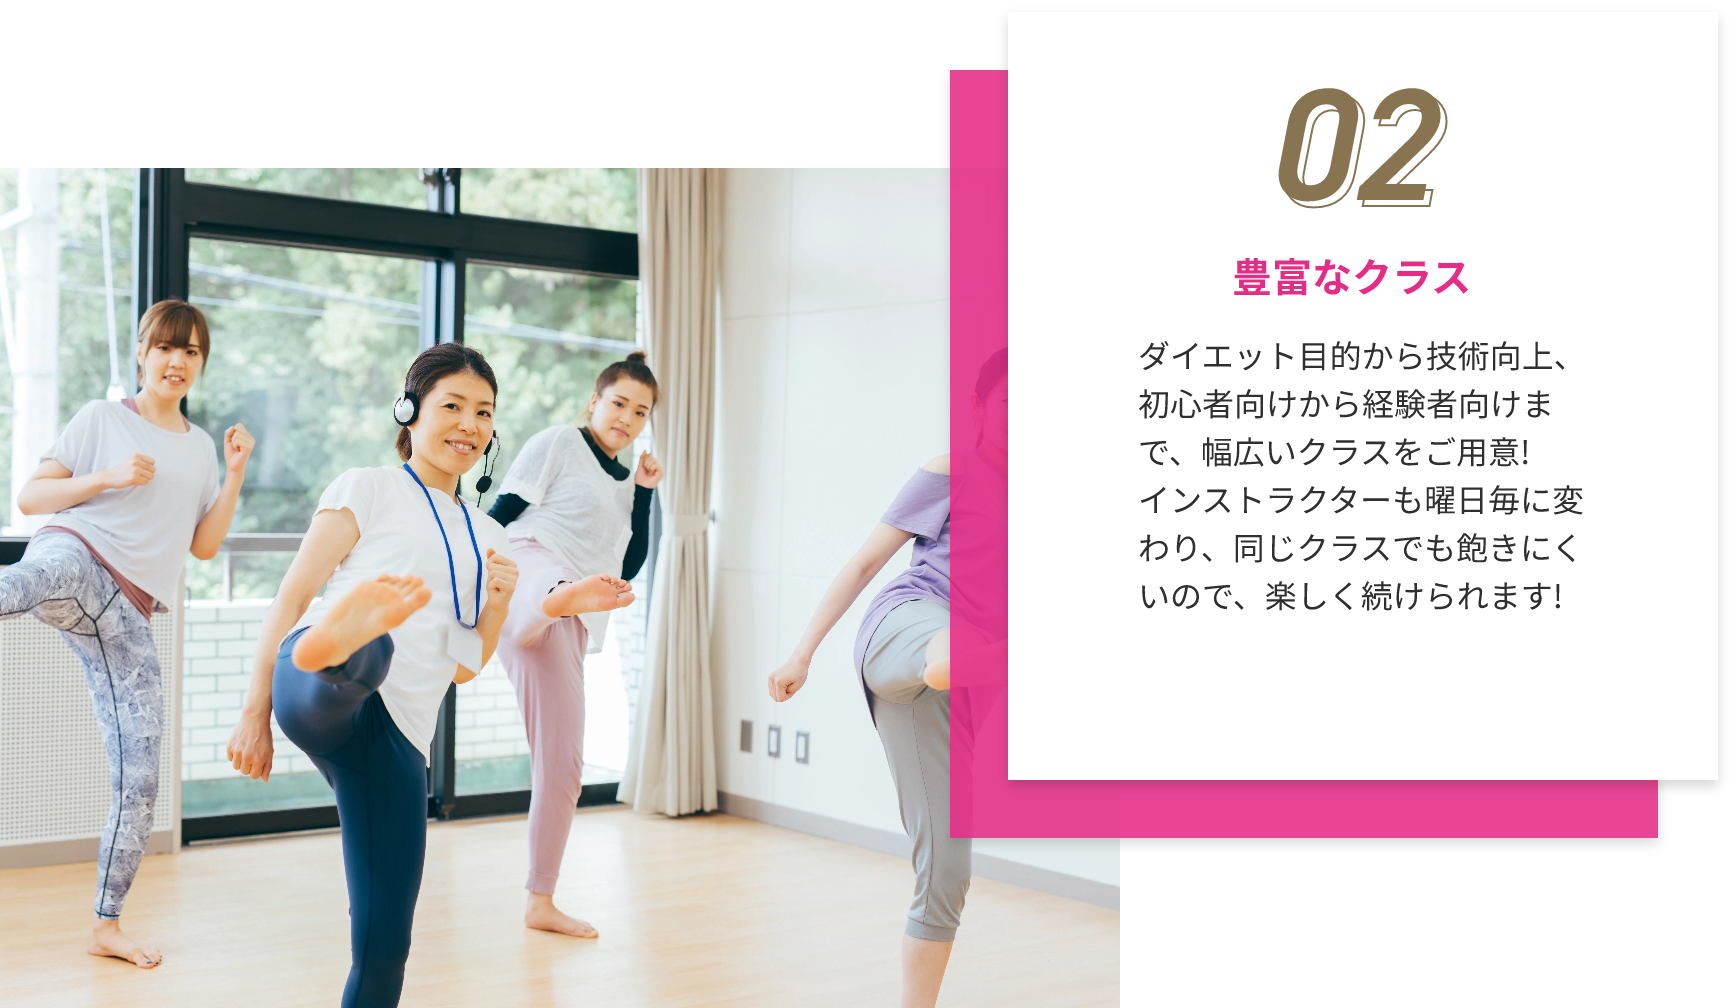 02
豊富なクラス
ダイエット目的から技術向上、
初心者向けから経験者向けま
で、幅広いクラスをご用意!
インストラクターも曜日毎に変
わり、同じクラスでも飽きにく
いので、楽しく続けられます!